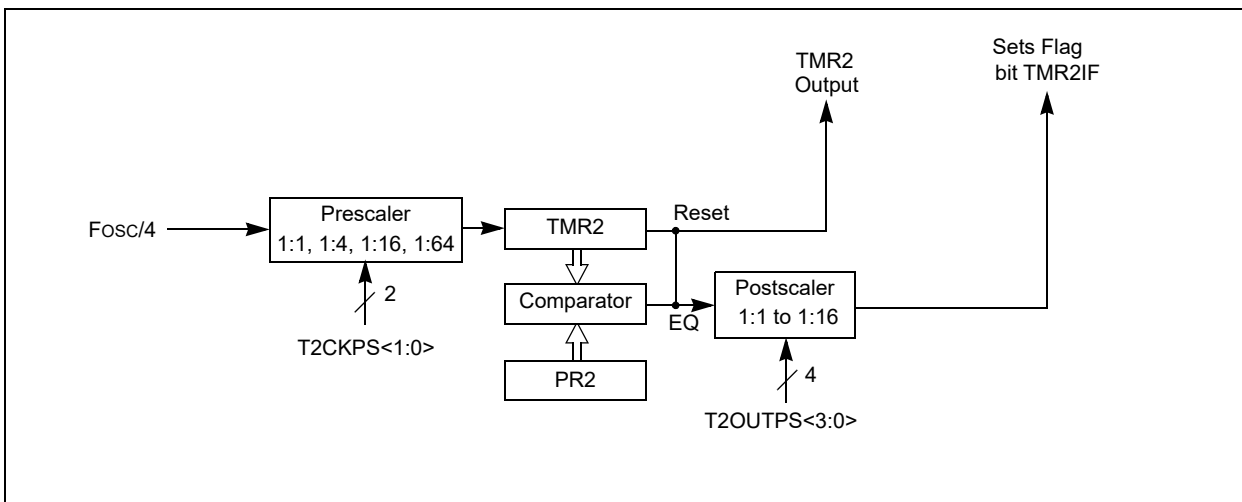 TMR2
Output
Sets Flag
bit TMR2IF
Fosc/4
Prescaler
1:1, 1:4, 1:16, 1:64
2
T2CKPS<1:0>
TMR2
Reset
Comparator
EQ
PR2
Postscaler
1:1 to 1:16
4
T2OUTPS<3:0>